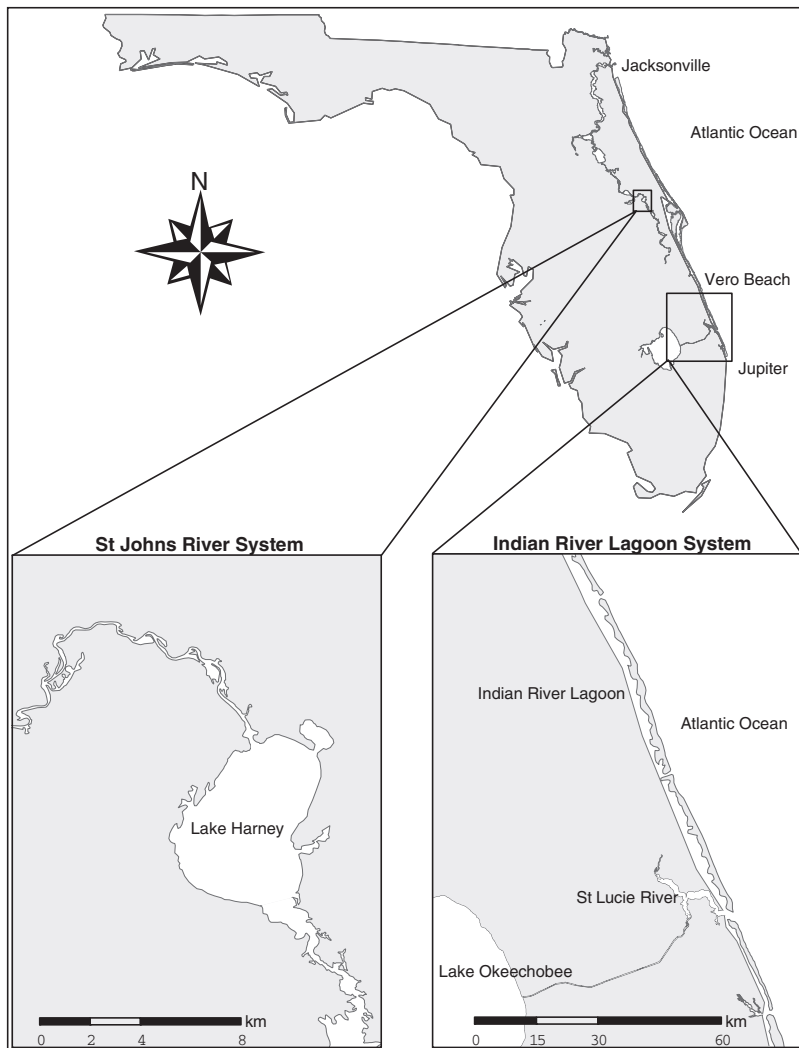 Jacksonville
Atlantic Ocean
N
Vero Beach
Jupiter
St Johns River System
Indian River Lagoon System
Lake Harney
km
0 2 4 8
Indian River Lagoon
Atlantic Ocean
St Lucie River
Lake Okeechobee
km
0 15 30 60